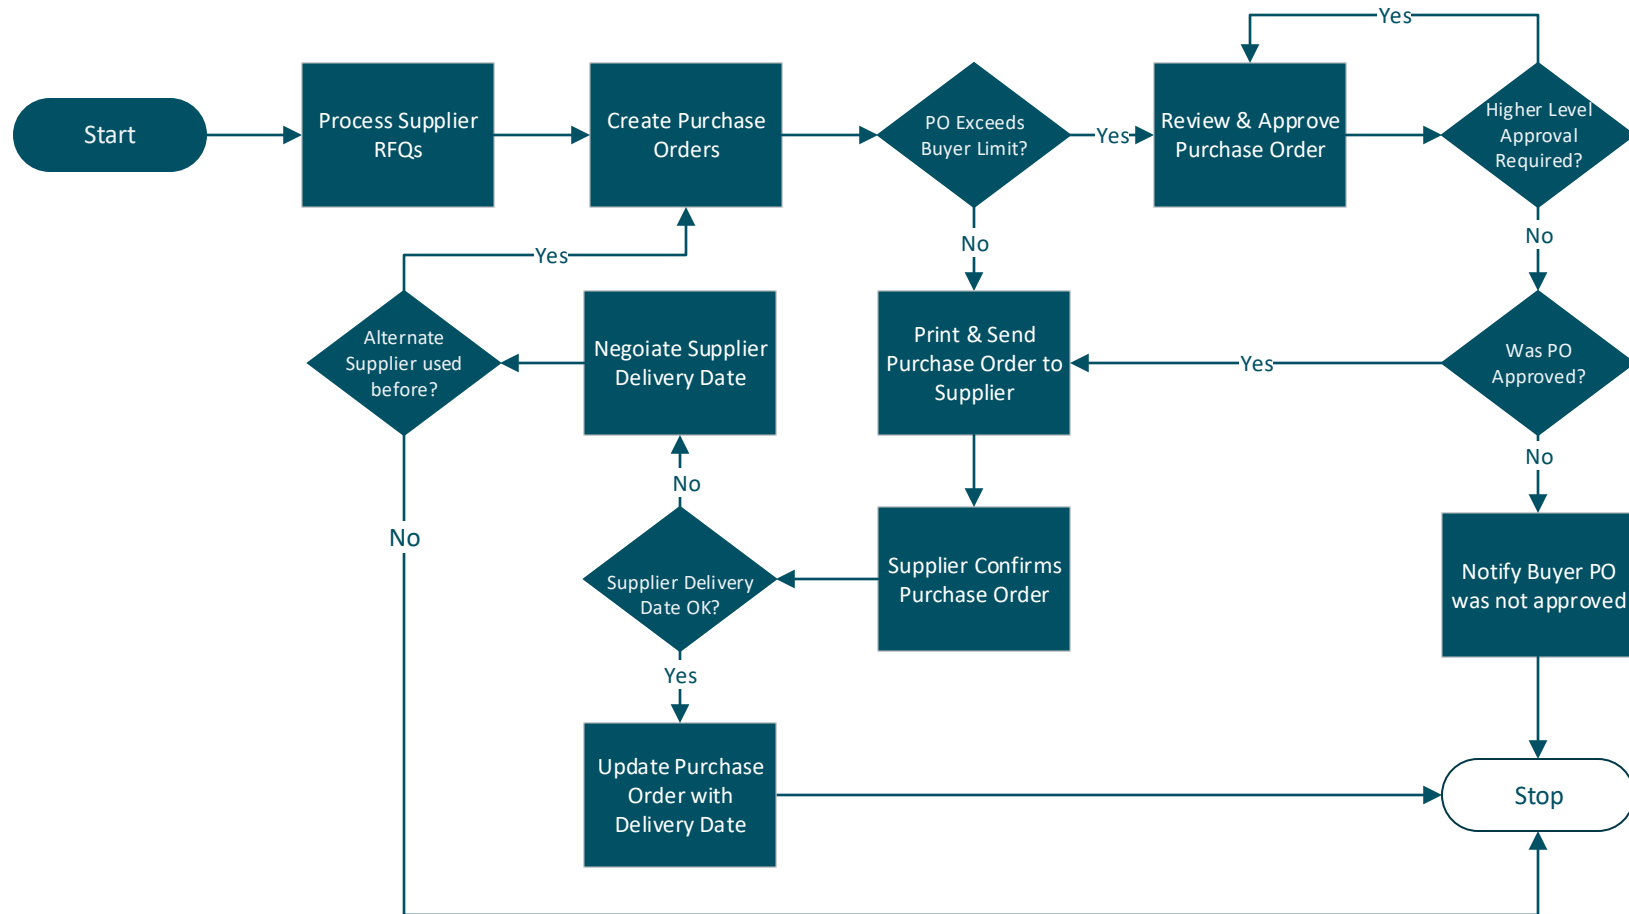 Yes
Start
Process Supplier
RFQs
Create Purchase
Orders
PO Exceeds
Buyer Limit?
Yes
Review & Approve
Purchase Order
Higher Level
Approval
Required?
No
No
Yes
Alternate
Supplier used
before?
Negoiate Supplier
Delivery Date
Print & Send
Purchase Order to
Supplier
Yes
Was PO
Approved?
No
No
No
Supplier Delivery
Date OK?
Supplier Confirms
Purchase Order
Notify Buyer PO
was not approved
Yes
Update Purchase
Order with
Delivery Date
Stop